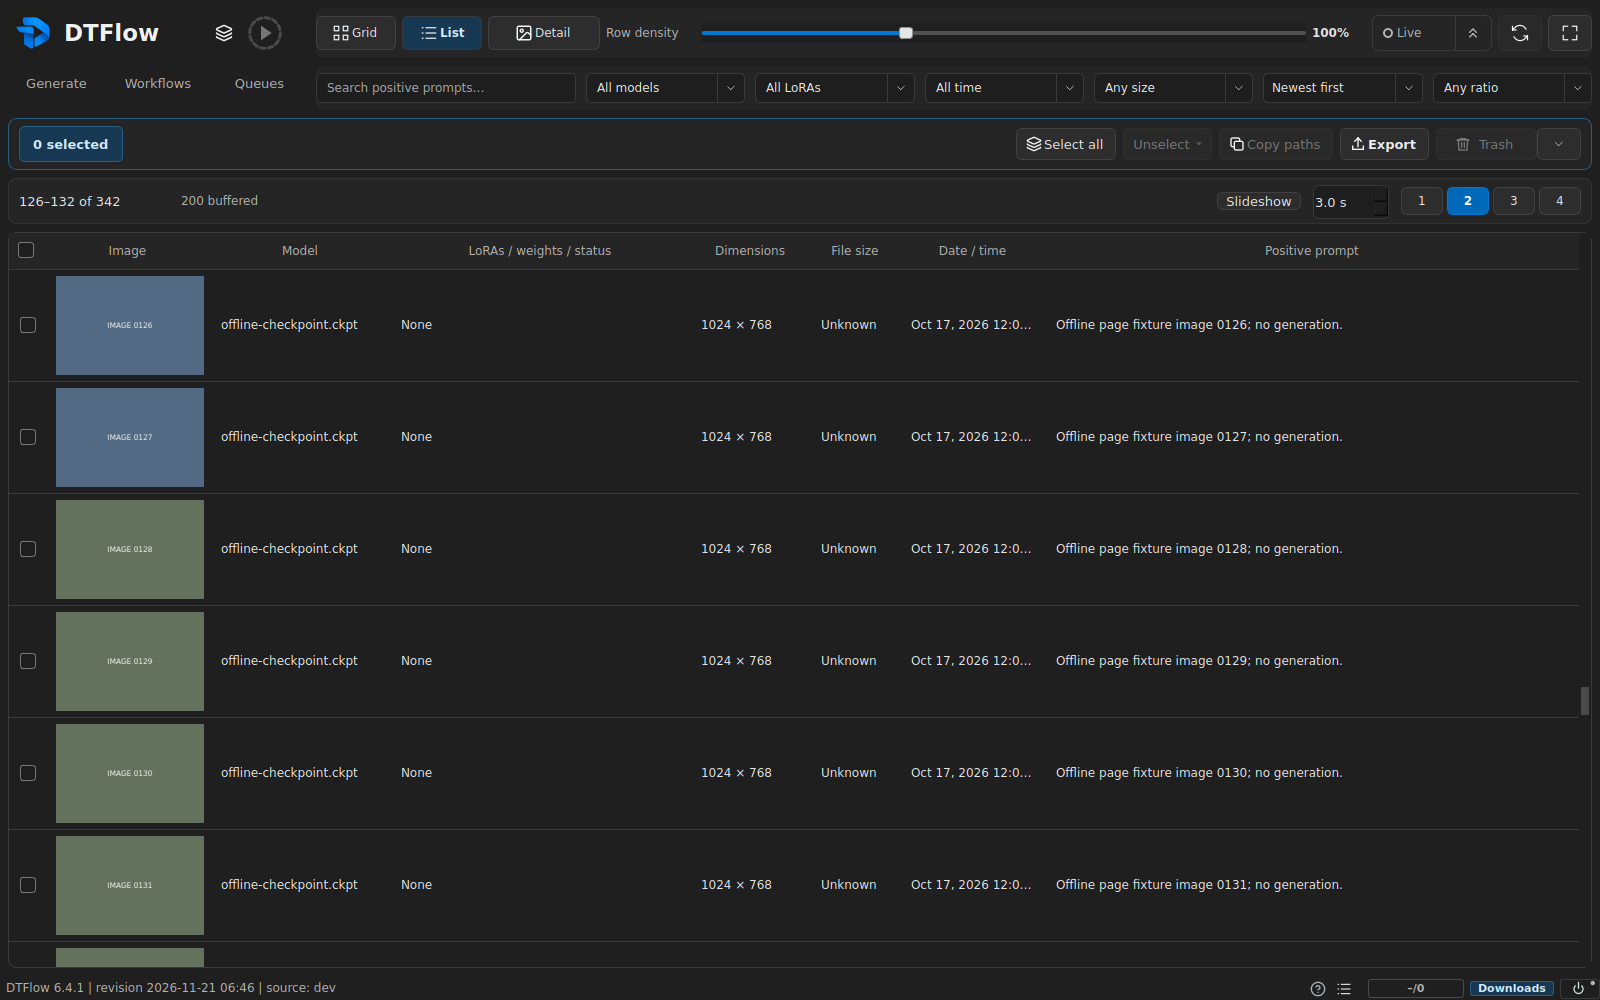 DTFlow
Grid
List
Detail
Row density
100%
Live
Generate
Workflows
Queues
Search positive prompts...
All models
All LoRAs
All time
Any size
Newest first
Any ratio
0 selected
Select all
Unselect
Copy paths
Export
Trash
126–132 of 342
200 buffered
Slideshow
3.0 s
1
2
3
4
Image
Model
LoRAs / weights / status
Dimensions
File size
Date / time
Positive prompt
IMAGE 0126
offline-checkpoint.ckpt
None
1024 × 768
Unknown
Oct 17, 2026 12:0...
Offline page fixture image 0126; no generation.
IMAGE 0127
offline-checkpoint.ckpt
None
1024 × 768
Unknown
Oct 17, 2026 12:0...
Offline page fixture image 0127; no generation.
IMAGE 0128
offline-checkpoint.ckpt
None
1024 × 768
Unknown
Oct 17, 2026 12:0...
Offline page fixture image 0128; no generation.
IMAGE 0129
offline-checkpoint.ckpt
None
1024 × 768
Unknown
Oct 17, 2026 12:0...
Offline page fixture image 0129; no generation.
IMAGE 0130
offline-checkpoint.ckpt
None
1024 × 768
Unknown
Oct 17, 2026 12:0...
Offline page fixture image 0130; no generation.
IMAGE 0131
offline-checkpoint.ckpt
None
1024 × 768
Unknown
Oct 17, 2026 12:0...
Offline page fixture image 0131; no generation.
DTFlow 6.4.1 | revision 2026-11-21 06:46 | source: dev
–/0
Downloads